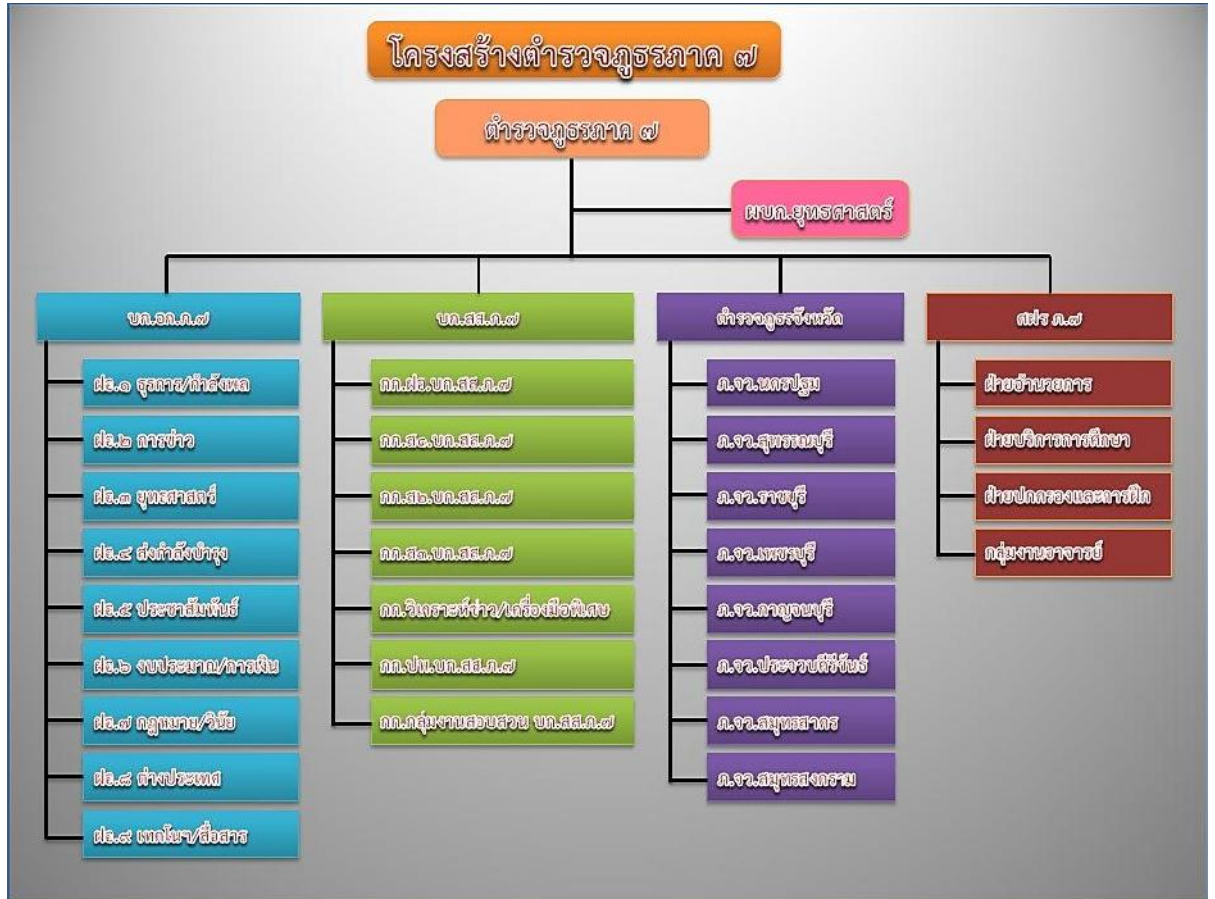 โครงสร้างตำรวจภูธรภาค ๗
ตำรวจภูธรภาค ๗
ผบก.ยุทธศาสตร์
บก.อก.ภ.๗
ฝอ.๑ ธุรการ/กำลังพล
ฝอ.๒ การข่าว
ฝอ.๓ ยุทธศาสตร์
ฝอ.๔ ส่งกำลังบำรุง
ฝอ.๕ ประชาสัมพันธ์
ฝอ.๖ งบประมาณ/การเงิน
ฝอ.๗ กฎหมาย/วินัย
ฝอ.๘ ต่างประเทศ
ฝอ.๙ เทคโนฯ/สื่อสาร
บก.สส.ภ.๗
กก.ฝอ.บก.สส.ภ.๗
กก.ส๑.บก.สส.ภ.๗
กก.ส๒.บก.สส.ภ.๗
กก.ส๓.บก.สส.ภ.๗
กก.วิเคราะห์ข่าว/เครื่องมือพิเศษ
กก.ปพ.บก.สส.ภ.๗
กก.กลุ่มงานสอบสวน บก.สส.ภ.๗
ตำรวจภูธรจังหวัด
ภ.จว.นครปฐม
ภ.จว.สุพรรณบุรี
ภ.จว.ราชบุรี
ภ.จว.เพชรบุรี
ภ.จว.กาญจนบุรี
ภ.จว.ประจวบคีรีขันธ์
ภ.จว.สมุทรสาคร
ภ.จว.สมุทรสงคราม
ศฝร ภ.๗
ฝ่ายอำนวยการ
ฝ่ายบริการการศึกษา
ฝ่ายปกครองและการฝึก
กลุ่มงานอาจารย์